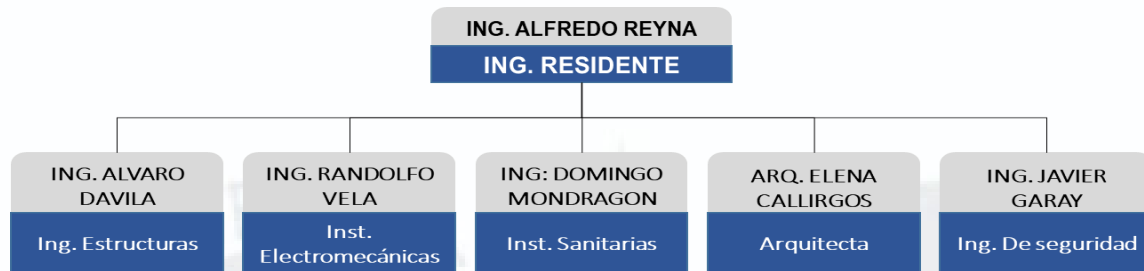 ING. ALFREDO REYNA
ING. RESIDENTE
ING. ALVARO
DAVILA
Ing. Estructuras
ING. RANDOLFO
VELA
Inst.
Electromecánicas
ING: DOMINGO
MONDRAGON
Inst. Sanitarias
ARQ. ELENA
CALLIRGOS
Arquitecta
ING. JAVIER
GARAY
Ing. De seguridad